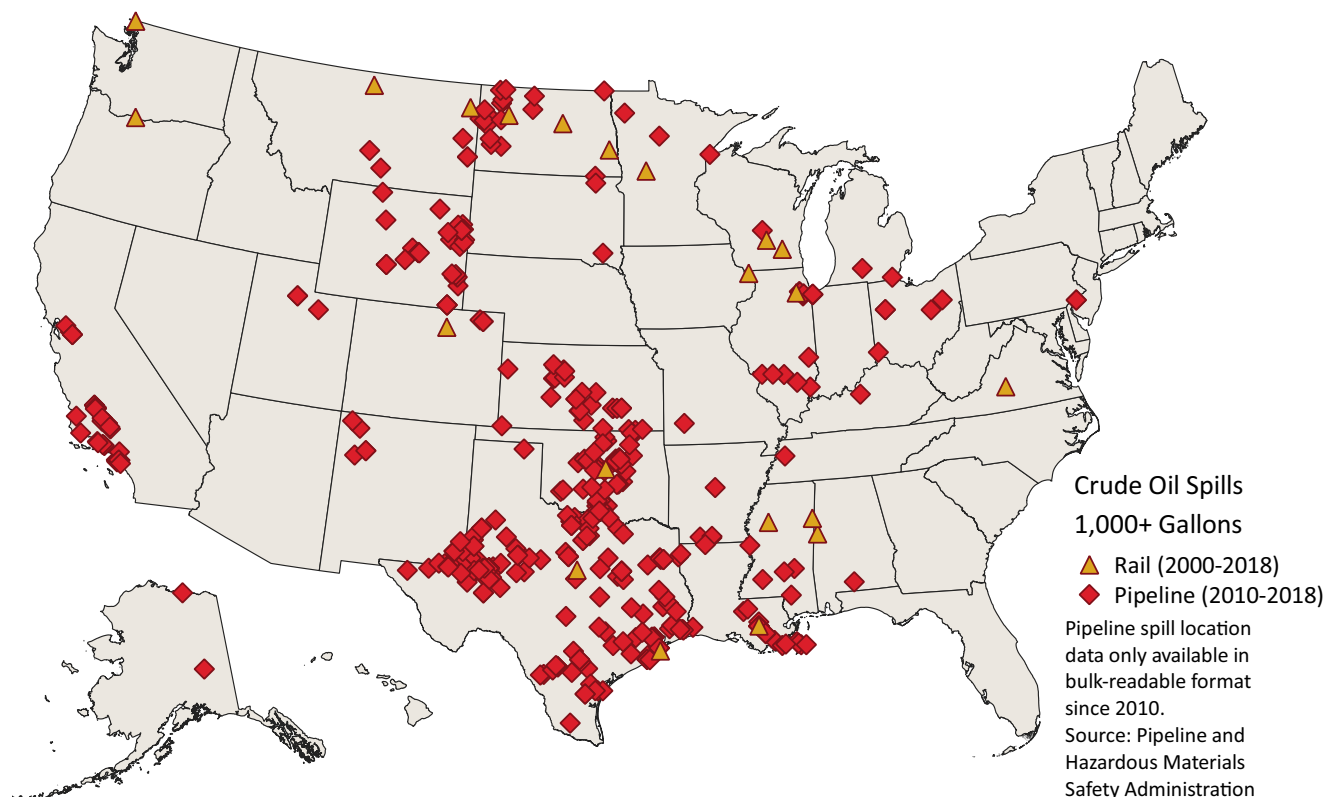 Crude Oil Spills
1,000+ Gallons
Rail (2000-2018)
Pipeline (2010-2018)
Pipeline spill location
data only available in
bulk-readable format
since 2010.
Source: Pipeline and
Hazardous Materials
Safety Administration